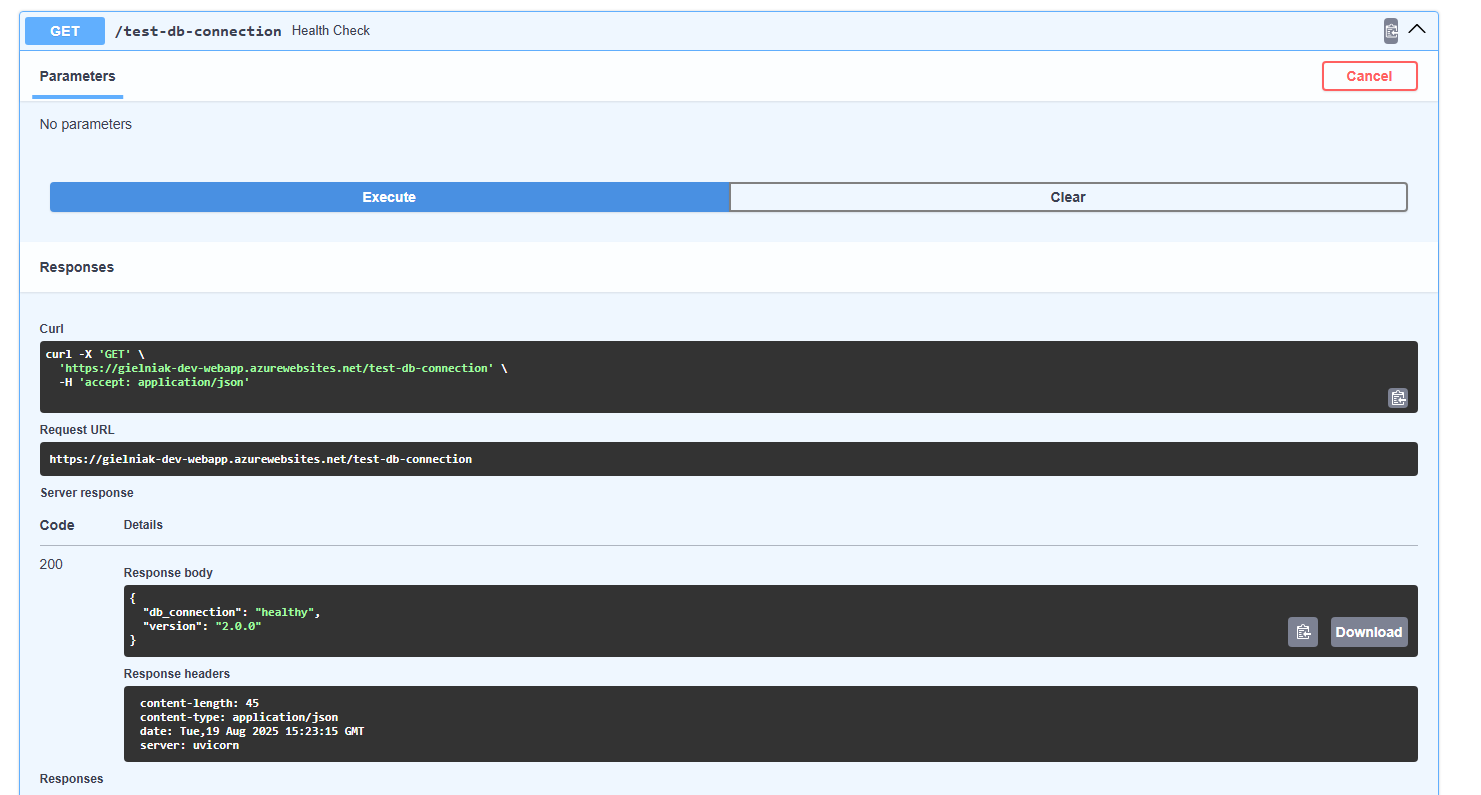 GET /test-db-connection Health Check
Parameters
Cancel
No parameters
Execute
Clear
Responses
Curl
curl -X 'GET' \
  'https://gielniak-dev-webapp.azurewebsites.net/test-db-connection' \
  -H 'accept: application/json'
Request URL
https://gielniak-dev-webapp.azurewebsites.net/test-db-connection
Server response
Code Details
200
Response body
{
  "db_connection": "healthy",
  "version": "2.0.0"
}
Download
Response headers
content-length: 45
content-type: application/json
date: Tue,19 Aug 2025 15:23:15 GMT
server: uvicorn
Responses